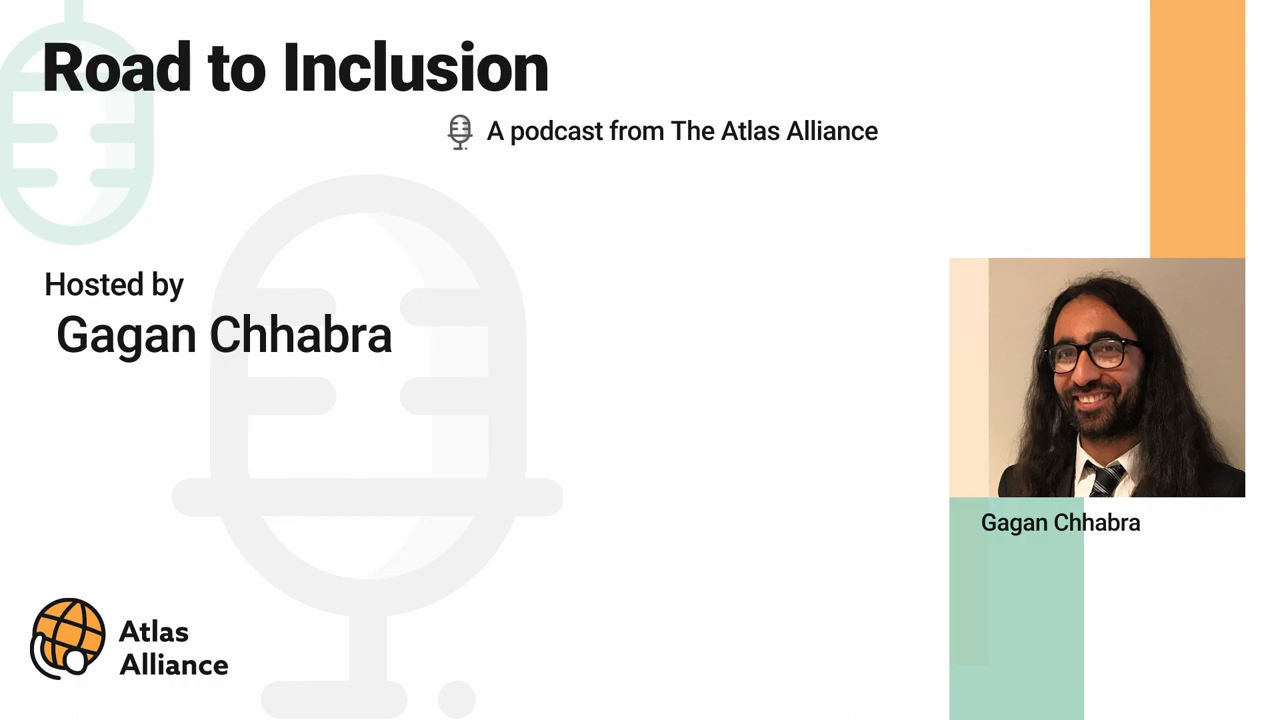 Road to Inclusion
A podcast from The Atlas Alliance
Hosted by
Gagan Chhabra
Gagan Chhabra
Atlas
Alliance